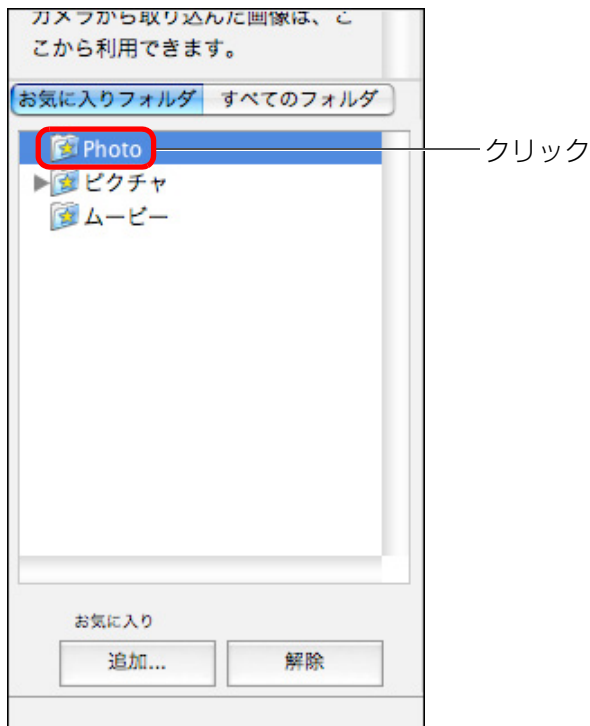 カメラから取り込んだ画像は、こ
こから利用できます。
お気に入りフォルダ すべてのフォルダ
Photo
クリック
ピクチャ
ムービー
お気に入り
追加... 解除